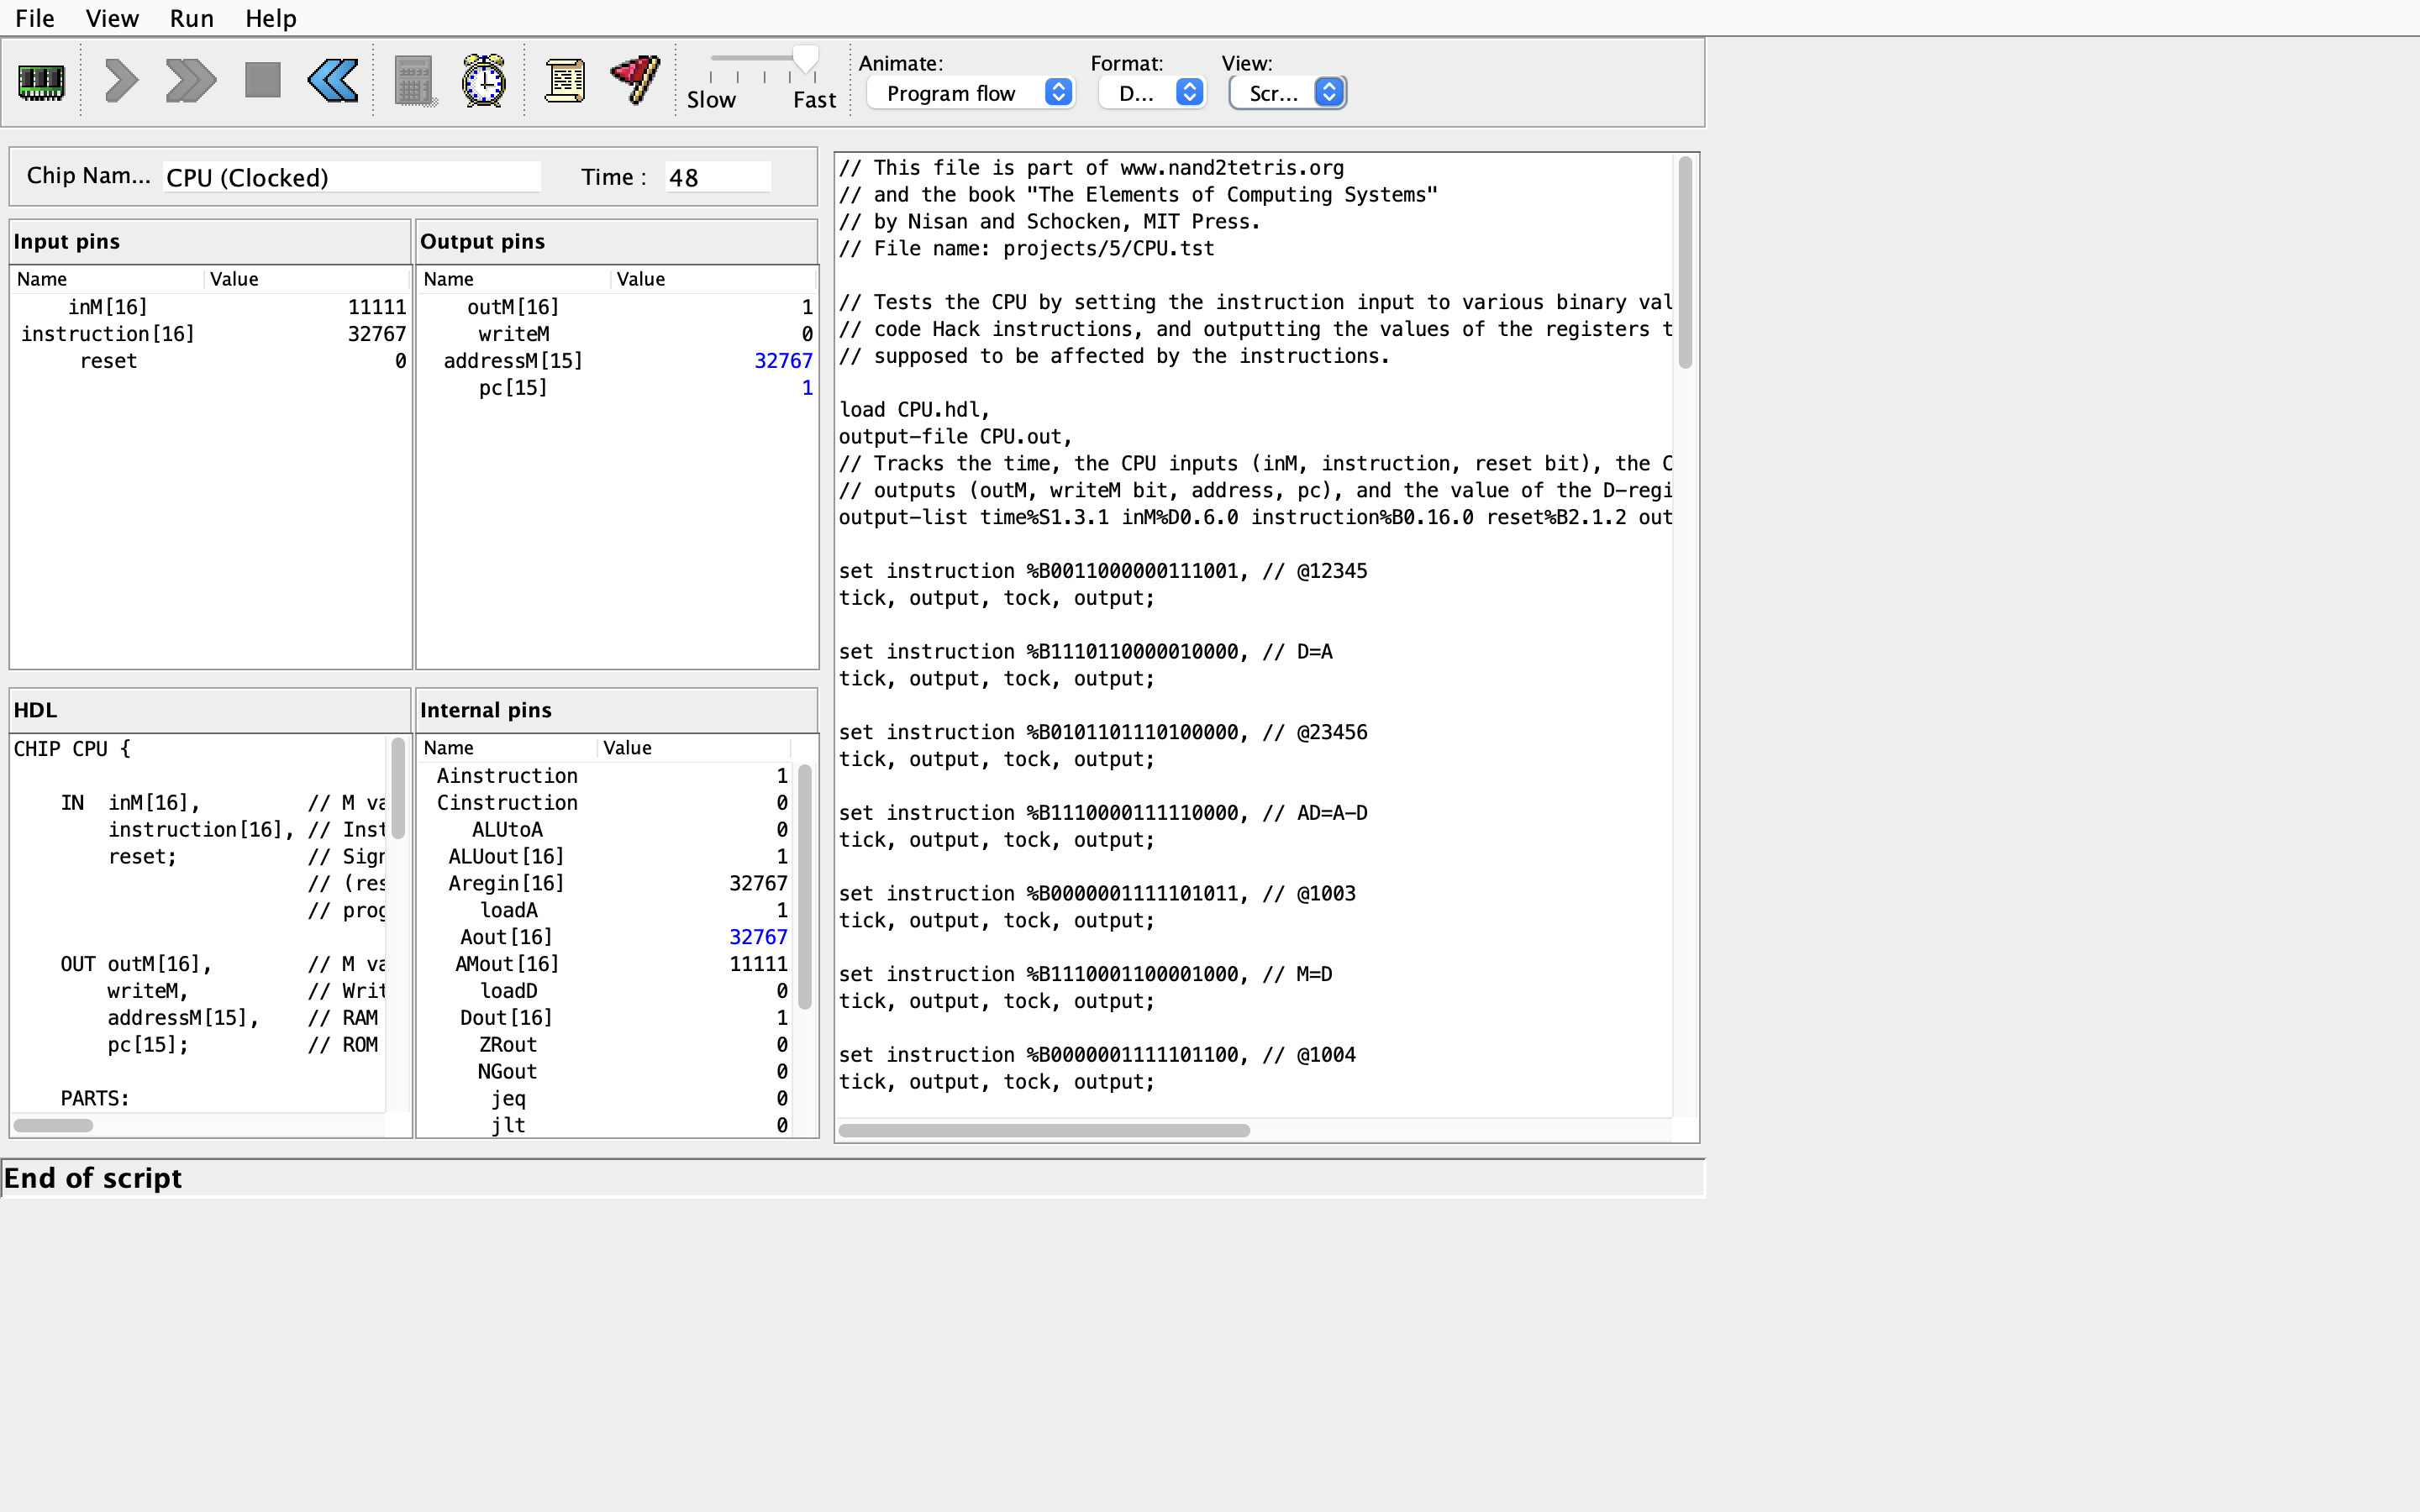 File View Run Help
Animate: Format: View:
Slow Fast Program flow D... Scr...
Chip Nam... CPU (Clocked) Time : 48
Input pins
Name Value
inM[16] 11111
instruction[16] 32767
reset 0
Output pins
Name Value
outM[16] 1
writeM 0
addressM[15] 32767
pc[15] 1
HDL
CHIP CPU {
IN inM[16], // M va
instruction[16], // Inst
reset; // Sign
// (res
// prog
OUT outM[16], // M va
writeM, // Writ
addressM[15], // RAM
pc[15]; // ROM
PARTS:
Internal pins
Name Value
Ainstruction 1
Cinstruction 0
ALUtoA 0
ALUout[16] 1
Aregin[16] 32767
loadA 1
Aout[16] 32767
AMout[16] 11111
loadD 0
Dout[16] 1
ZRout 0
NGout 0
jeq 0
jlt 0
// This file is part of www.nand2tetris.org
// and the book "The Elements of Computing Systems"
// by Nisan and Schocken, MIT Press.
// File name: projects/5/CPU.tst
// Tests the CPU by setting the instruction input to various binary val
// code Hack instructions, and outputting the values of the registers t
// supposed to be affected by the instructions.
load CPU.hdl,
output-file CPU.out,
// Tracks the time, the CPU inputs (inM, instruction, reset bit), the C
// outputs (outM, writeM bit, address, pc), and the value of the D-regi
output-list time%S1.3.1 inM%D0.6.0 instruction%B0.16.0 reset%B2.1.2 out
set instruction %B0011000000111001, // @12345
tick, output, tock, output;
set instruction %B1110110000010000, // D=A
tick, output, tock, output;
set instruction %B0101101110100000, // @23456
tick, output, tock, output;
set instruction %B1110000111110000, // AD=A-D
tick, output, tock, output;
set instruction %B0000001111101011, // @1003
tick, output, tock, output;
set instruction %B1110001100001000, // M=D
tick, output, tock, output;
set instruction %B0000001111101100, // @1004
tick, output, tock, output;
End of script